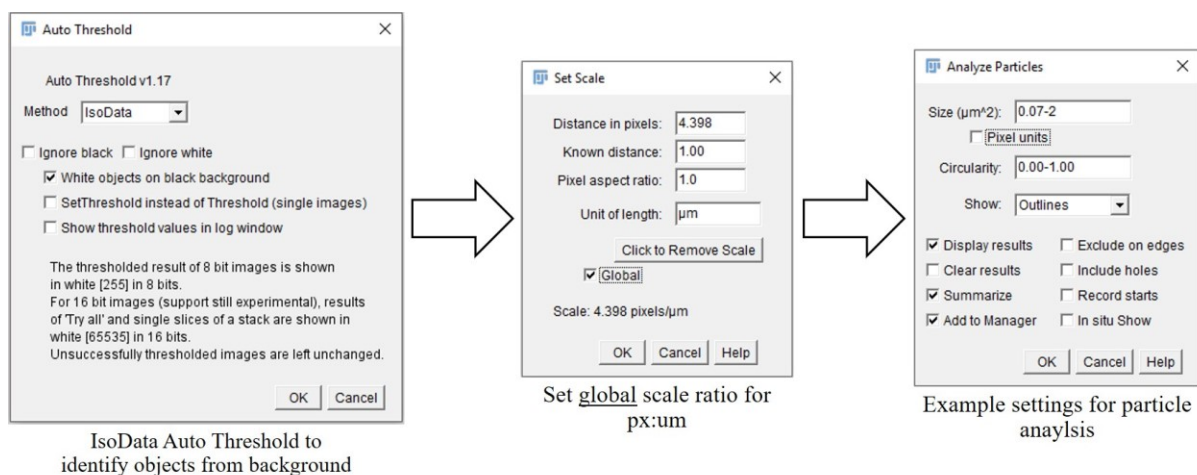 Auto Threshold
Auto Threshold v1.17
Method IsoData
Ignore black Ignore white
White objects on black background
SetThreshold instead of Threshold (single images)
Show threshold values in log window
The thresholded result of 8 bit images is shown
in white [255] in 8 bits.
For 16 bit images (support still experimental), results
of 'Try all' and single slices of a stack are shown in
white [65535] in 16 bits.
Unsuccessfully thresholded images are left unchanged.
OK Cancel
IsoData Auto Threshold to
identify objects from background
Set Scale
Distance in pixels: 4.398
Known distance: 1.00
Pixel aspect ratio: 1.0
Unit of length: µm
Click to Remove Scale
Global
Scale: 4.398 pixels/µm
OK Cancel Help
Set global scale ratio for
px:um
Analyze Particles
Size (µm^2): 0.07-2
Pixel units
Circularity: 0.00-1.00
Show: Outlines
Display results Exclude on edges
Clear results Include holes
Summarize Record starts
Add to Manager In situ Show
OK Cancel Help
Example settings for particle
anaylsis